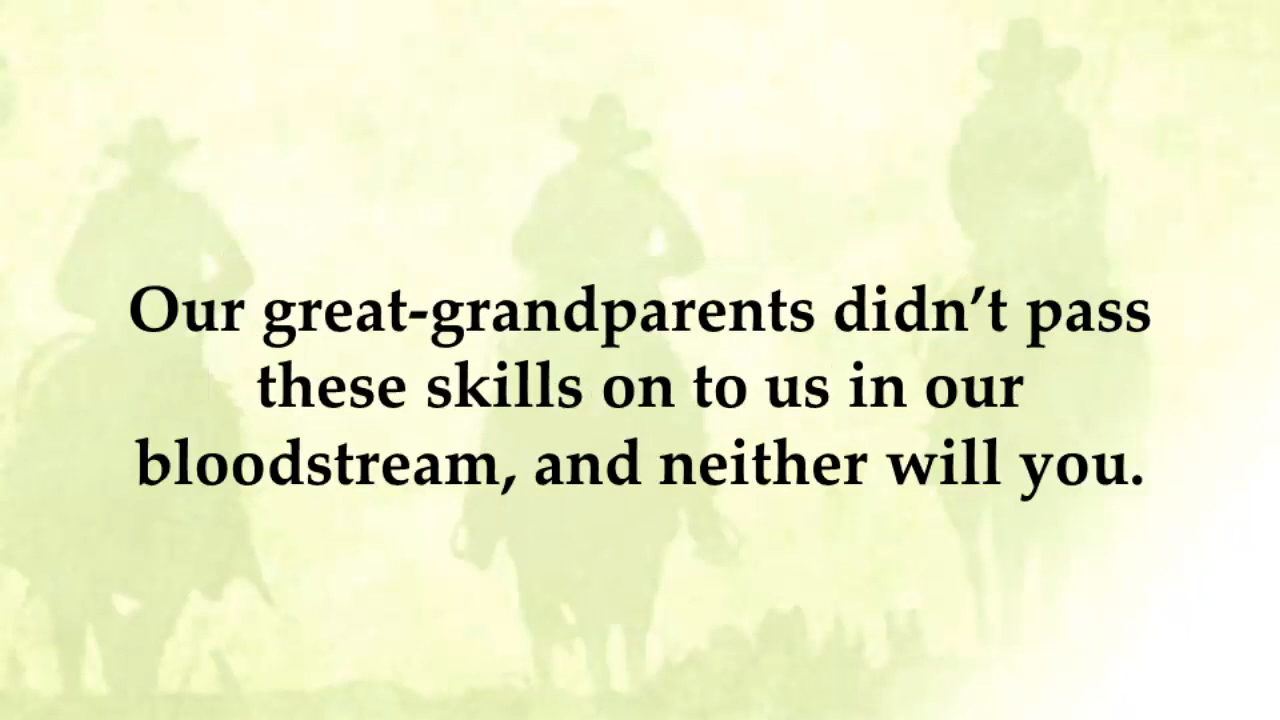 Our great-grandparents didn’t pass
these skills on to us in our
bloodstream, and neither will you.